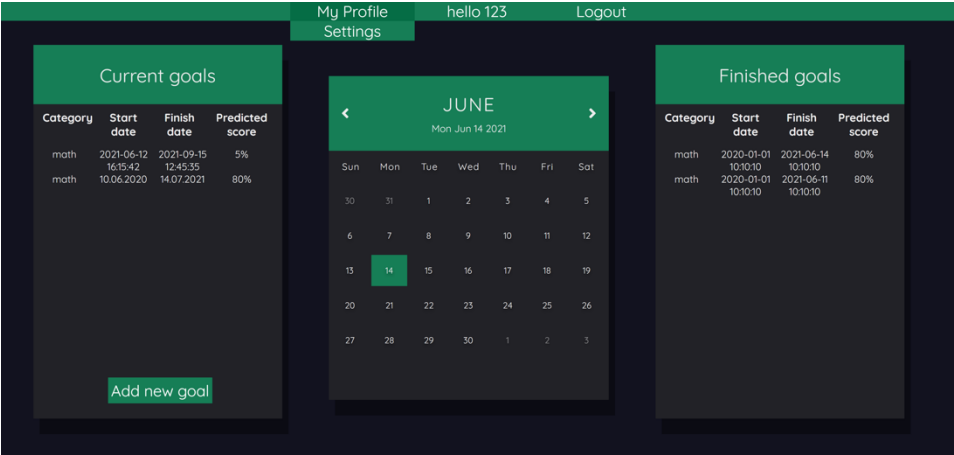 My Profile hello 123 Logout
Settings
Current goals
Category Start date Finish date Predicted score
math 2021-06-12 16:15:42 2021-09-15 12:45:35 5%
math 10.06.2020 14.07.2021 80%
Add new goal
JUNE
Mon Jun 14 2021
Sun Mon Tue Wed Thu Fri Sat
30 31 1 2 3 4 5
6 7 8 9 10 11 12
13 14 15 16 17 18 19
20 21 22 23 24 25 26
27 28 29 30 1 2 3
Finished goals
Category Start date Finish date Predicted score
math 2020-01-01 10:10:10 2021-06-14 10:10:10 80%
math 2020-01-01 10:10:10 2021-06-11 10:10:10 80%